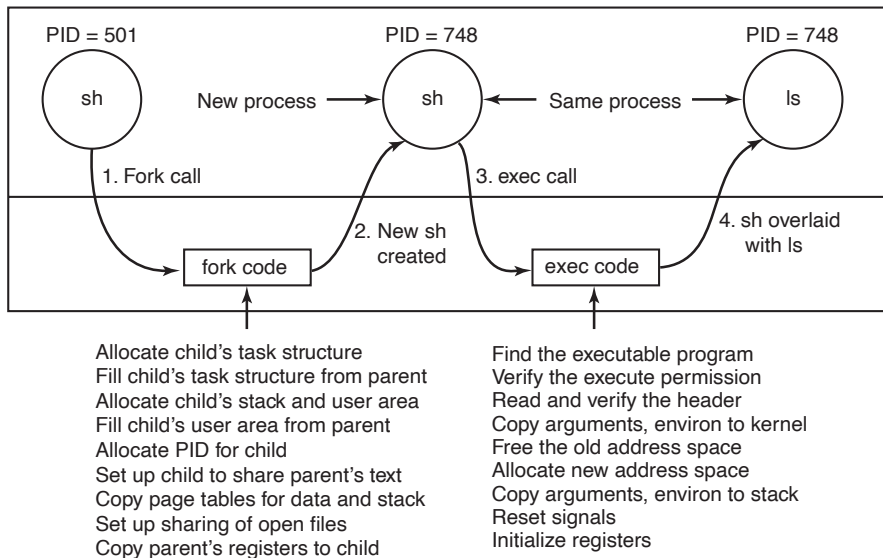 PID = 501
PID = 748
PID = 748
sh
New process
sh
Same process
ls
1. Fork call
3. exec call
2. New sh
created
4. sh overlaid
with ls
fork code
exec code
Allocate child’s task structure
Fill child’s task structure from parent
Allocate child’s stack and user area
Fill child’s user area from parent
Allocate PID for child
Set up child to share parent’s text
Copy page tables for data and stack
Set up sharing of open files
Copy parent’s registers to child
Find the executable program
Verify the execute permission
Read and verify the header
Copy arguments, environ to kernel
Free the old address space
Allocate new address space
Copy arguments, environ to stack
Reset signals
Initialize registers